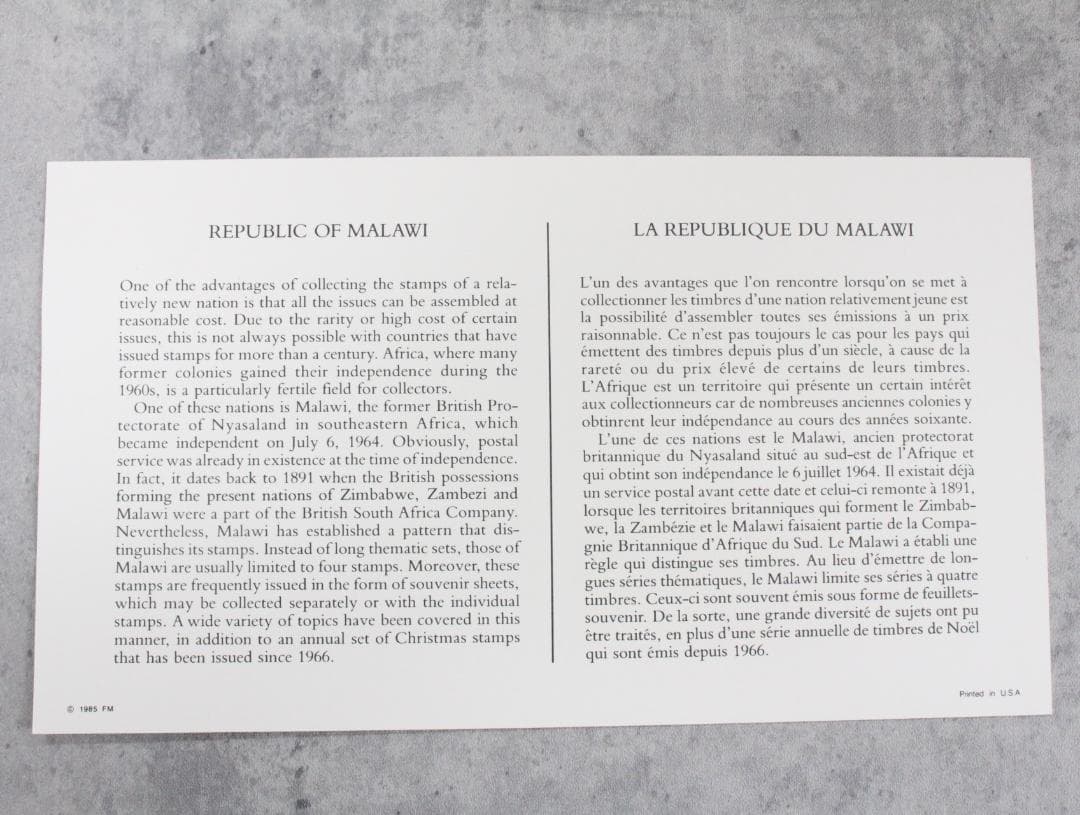 REPUBLIC OF MALAWI
One of the advantages of collecting the stamps of a rela-
tively new nation is that all the issues can be assembled at
reasonable cost. Due to the rarity or high cost of certain
issues, this is not always possible with countries that have
issued stamps for more than a century. Africa, where many
former colonies gained their independence during the
1960s, is a particularly fertile field for collectors.
One of these nations is Malawi, the former British Pro-
tectorate of Nyasaland in southeastern Africa, which
became independent on July 6, 1964. Obviously, postal
service was already in existence at the time of independence.
In fact, it dates back to 1891 when the British possessions
forming the present nations of Zimbabwe, Zambezi and
Malawi were a part of the British South Africa Company.
Nevertheless, Malawi has established a pattern that dis-
tinguishes its stamps. Instead of long thematic sets, those of
Malawi are usually limited to four stamps. Moreover, these
stamps are frequently issued in the form of souvenir sheets,
which may be collected separately or with the individual
stamps. A wide variety of topics have been covered in this
manner, in addition to an annual set of Christmas stamps
that has been issued since 1966.
© 1985 FM
LA REPUBLIQUE DU MALAWI
L'un des avantages que l'on rencontre lorsqu'on se met à
collectionner les timbres d'une nation relativement jeune est
la possibilité d'assembler toutes ses émissions à un prix
raisonnable. Ce n'est pas toujours le cas pour les pays qui
émettent des timbres depuis plus d'un siècle, à cause de la
rareté ou du prix élevé de certains de leurs timbres.
L'Afrique est un territoire qui présente un certain intérêt
aux collectionneurs car de nombreuses anciennes colonies y
obtinrent leur indépendance au cours des années soixante.
L'une de ces nations est le Malawi, ancien protectorat
britannique du Nyasaland situé au sud-est de l'Afrique et
qui obtint son indépendance le 6 juillet 1964. Il existait déjà
un service postal avant cette date et celui-ci remonte à 1891,
lorsque les territoires britanniques qui forment le Zimbab-
we, la Zambézie et le Malawi faisaient partie de la Compa-
gnie Britannique d'Afrique du Sud. Le Malawi a établi une
règle qui distingue ses timbres. Au lieu d'émettre de lon-
gues séries thématiques, le Malawi limite ses séries à quatre
timbres. Ceux-ci sont souvent émis sous forme de feuillets-
souvenir. De la sorte, une grande diversité de sujets ont pu
être traités, en plus d'une série annuelle de timbres de Noël
qui sont émis depuis 1966.
Printed in U.S.A